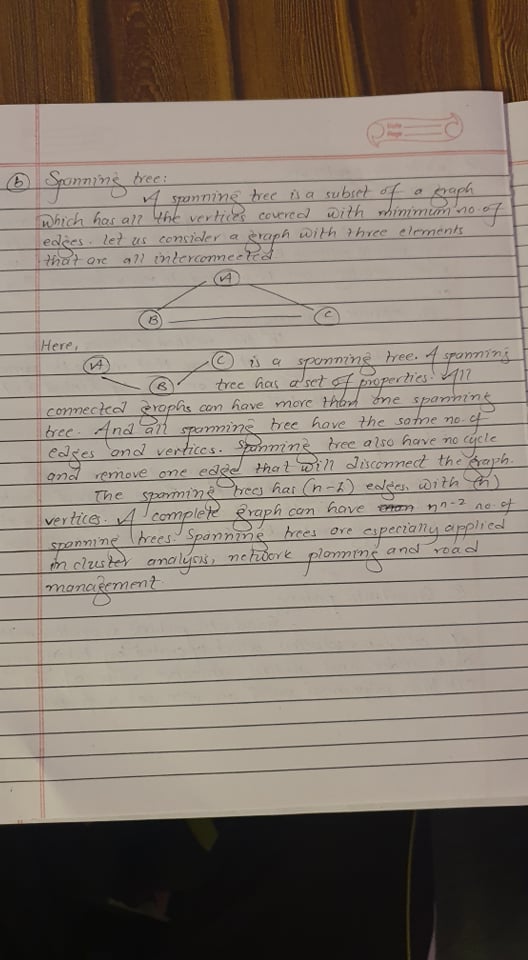 Date
Page
b Spanning tree:
A spanning tree is a subset of a graph
which has all the vertices covered with minimum no. of
edges. let us consider a graph with three elements
that are all interconnected
A
B C
Here,
A C is a spanning tree. A spanning
B tree has a set of properties. All
connected graphs can have more than one spanning
tree. And all spanning tree have the same no. of
edges and vertices. Spanning tree also have no cycle
and remove one edge that will disconnect the graph.
The spanning trees has (n-1) edges, with (n)
vertices. A complete graph can have n^n-2 no. of
spanning trees. Spanning trees are especially applied
in cluster analysis, network planning and road
management.